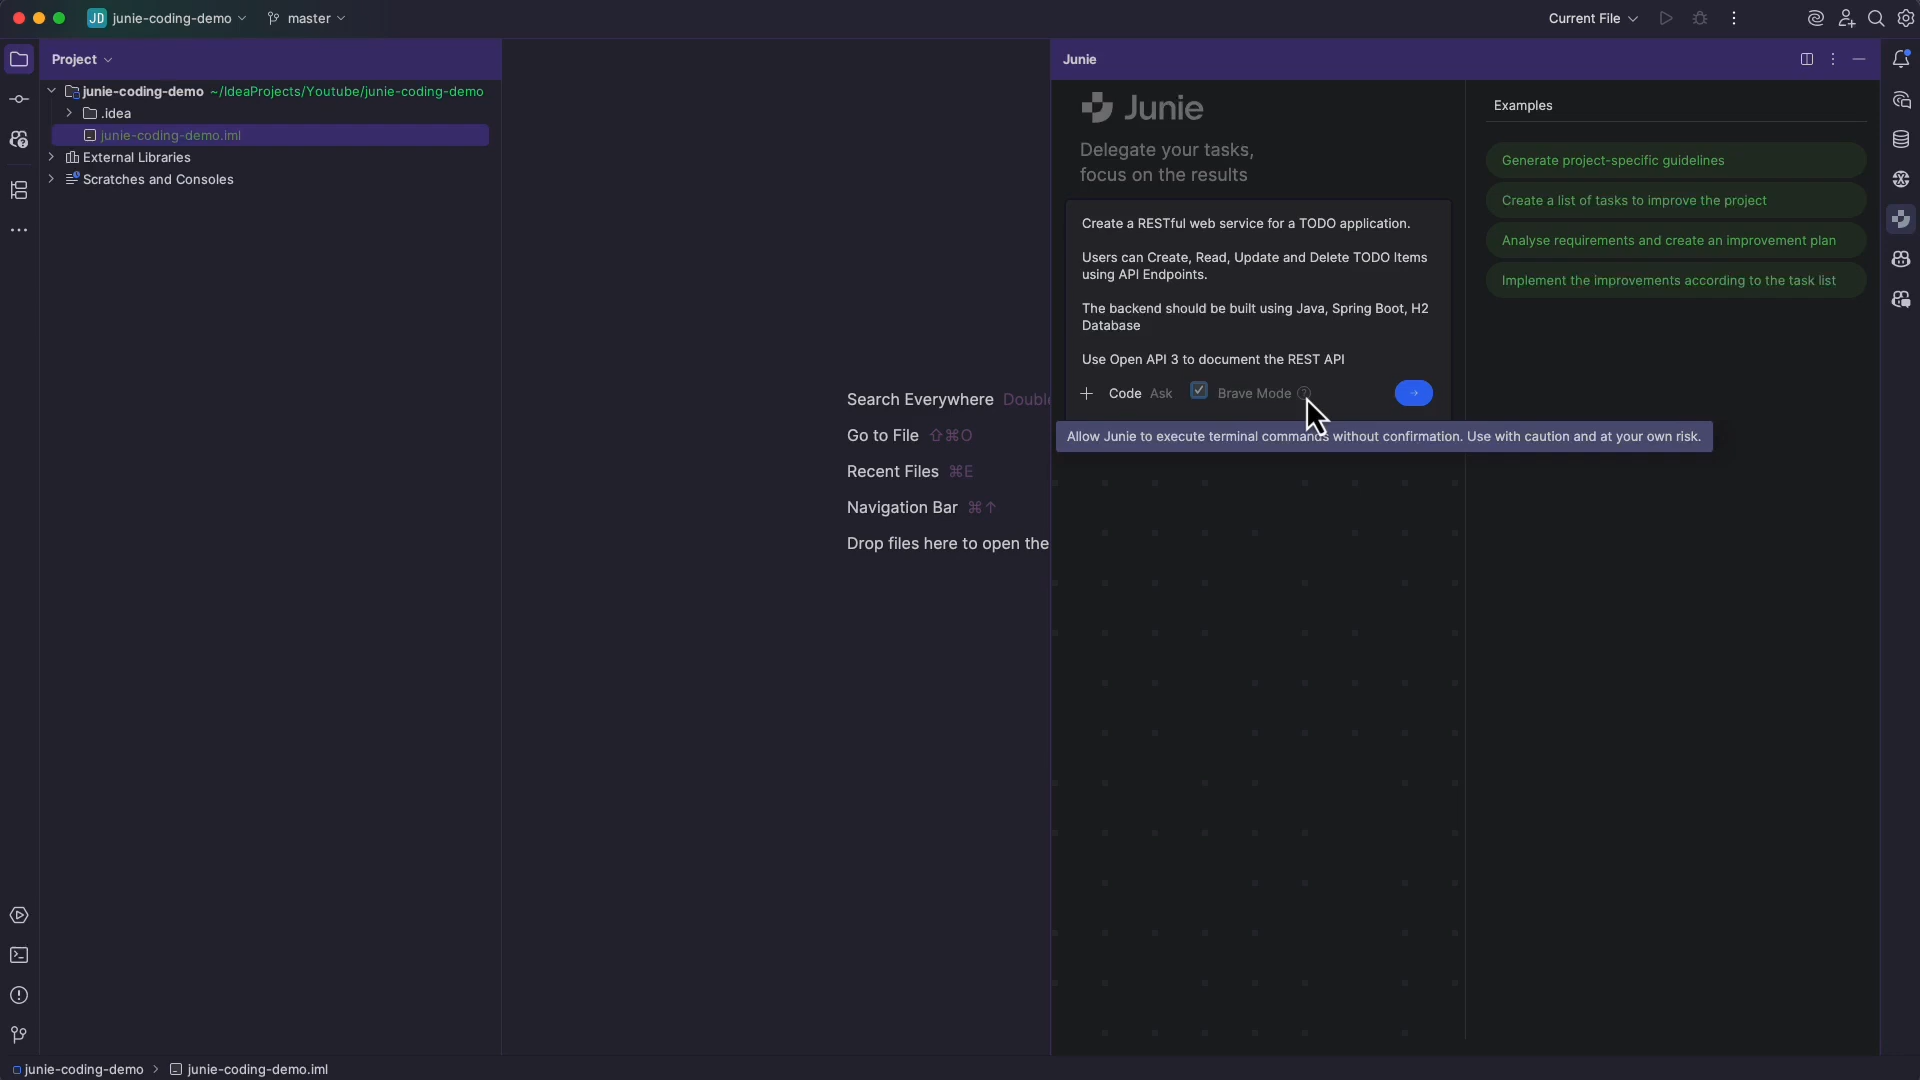 JD junie-coding-demo
master
Current File
Project
junie-coding-demo ~/IdeaProjects/Youtube/junie-coding-demo
.idea
junie-coding-demo.iml
External Libraries
Scratches and Consoles
Search Everywhere Double
Go to File ⇧⌘O
Recent Files ⌘E
Navigation Bar ⌘↑
Drop files here to open the
Junie
Junie
Delegate your tasks,
focus on the results
Create a RESTful web service for a TODO application.
Users can Create, Read, Update and Delete TODO Items
using API Endpoints.
The backend should be built using Java, Spring Boot, H2
Database
Use Open API 3 to document the REST API
Code Ask Brave Mode ?
Allow Junie to execute terminal commands without confirmation. Use with caution and at your own risk.
Examples
Generate project-specific guidelines
Create a list of tasks to improve the project
Analyse requirements and create an improvement plan
Implement the improvements according to the task list
junie-coding-demo > junie-coding-demo.iml